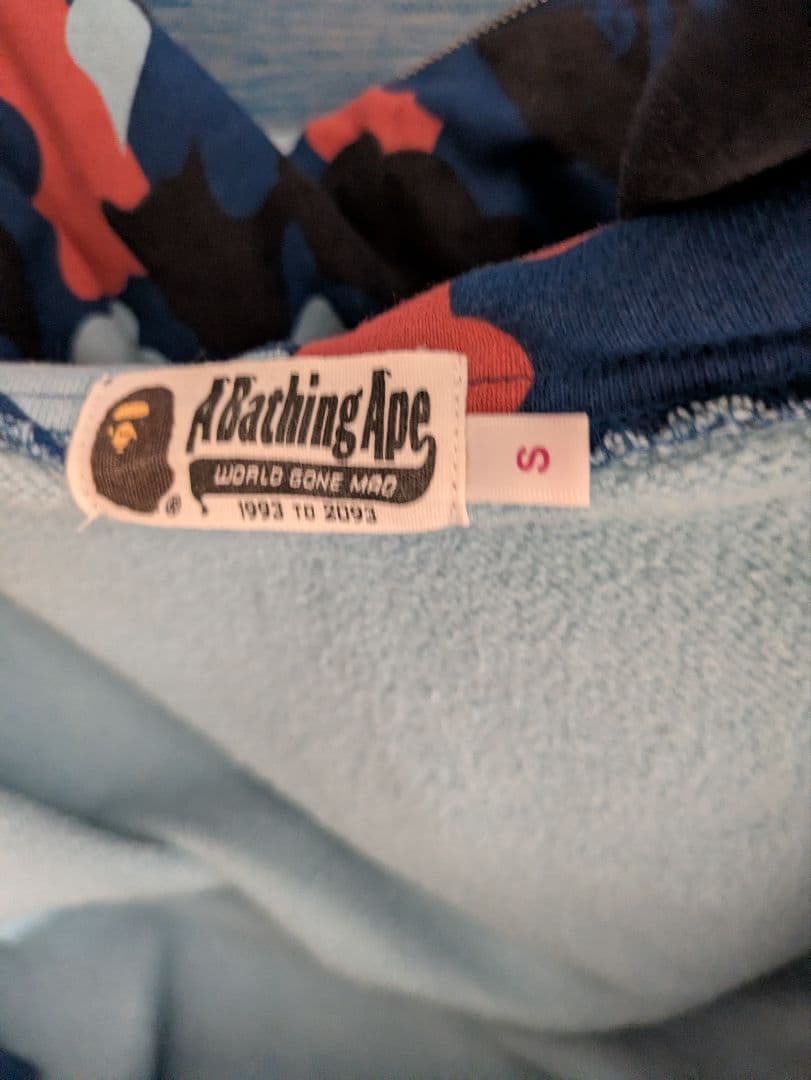 A Bathing Ape
WORLD GONE MAD
®
1993 TO 2093
S